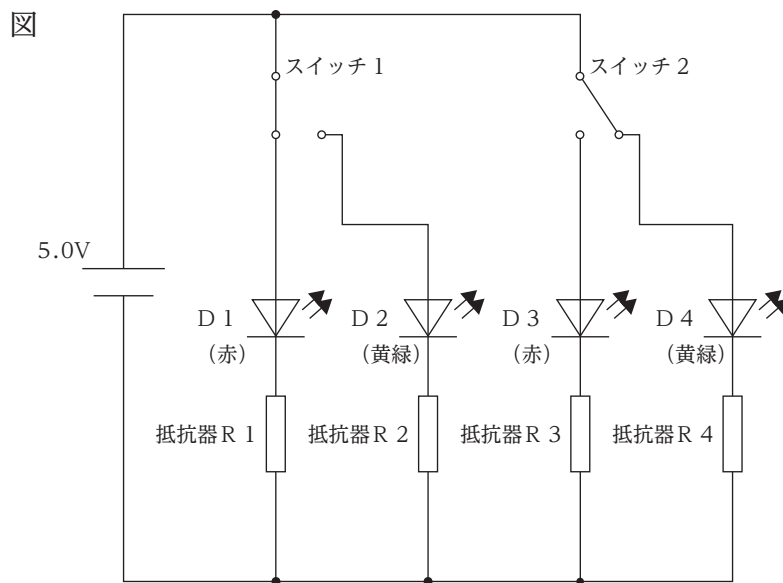 図
スイッチ１
スイッチ２
5.0V
Ｄ１
（赤）
Ｄ２
（黄緑）
Ｄ３
（赤）
Ｄ４
（黄緑）
抵抗器Ｒ１
抵抗器Ｒ２
抵抗器Ｒ３
抵抗器Ｒ４